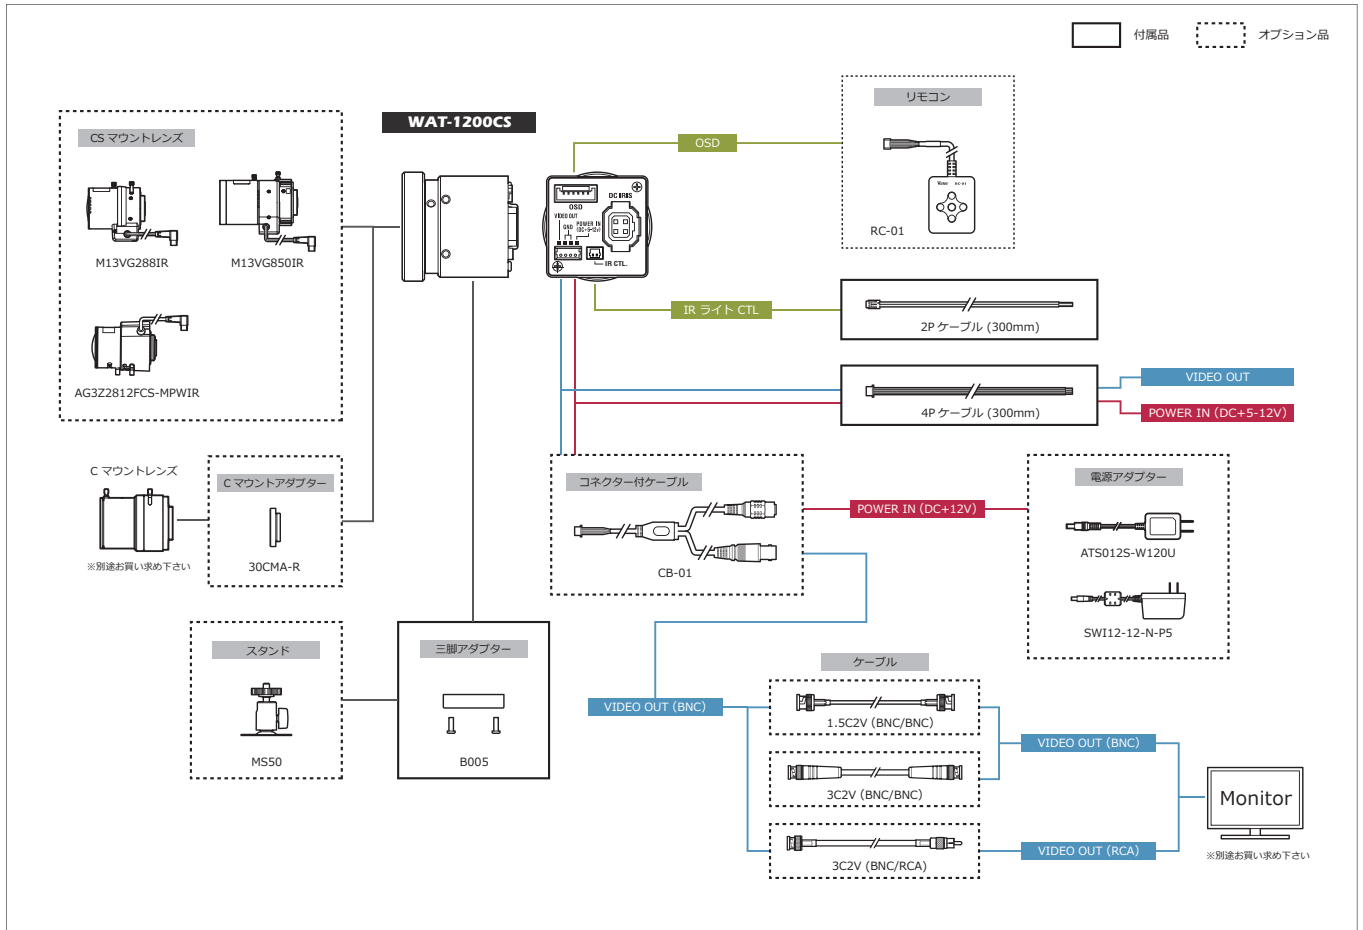 付属品
オプション品
リモコン
WAT-1200CS
CS マウントレンズ
OSD
DC IRIS
OSD
VIDEO OUT
GND
POWER IN
(DC+5-12V)
IR CTL.
RC-01
RC-01
M13VG288IR
M13VG850IR
IR ライト CTL
2P ケーブル (300mm)
AG3Z2812FCS-MPWIR
VIDEO OUT
4P ケーブル (300mm)
POWER IN (DC+5-12V)
C マウントレンズ
C マウントアダプター
コネクター付ケーブル
電源アダプター
POWER IN (DC+12V)
ATS012S-W120U
※別途お買い求め下さい
30CMA-R
CB-01
SWI12-12-N-P5
スタンド
三脚アダプター
ケーブル
VIDEO OUT (BNC)
1.5C2V (BNC/BNC)
VIDEO OUT (BNC)
MS50
B005
3C2V (BNC/BNC)
Monitor
VIDEO OUT (RCA)
※別途お買い求め下さい
3C2V (BNC/RCA)